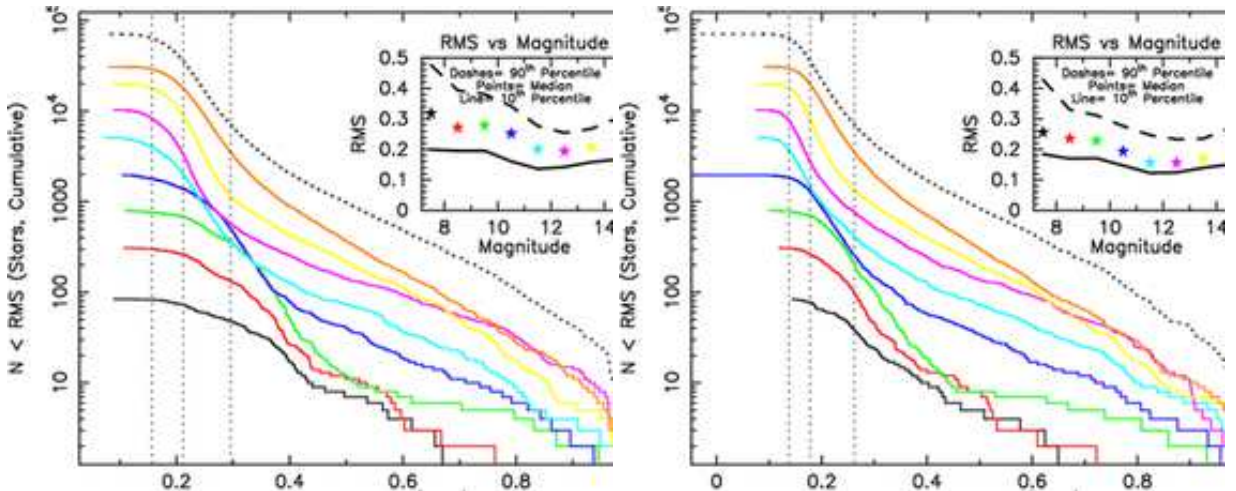 N < RMS (Stars, Cumulative)
10⁴
1000
100
10
0.2 0.4 0.6 0.8
RMS vs Magnitude
Dashes= 90th Percentile
Points= Median
Line= 10th Percentile
RMS
0.5
0.4
0.3
0.2
0.1
0
8 10 12 14
Magnitude
N < RMS (Stars, Cumulative)
10⁴
1000
100
10
0 0.2 0.4 0.6 0.8
RMS vs Magnitude
Dashes= 90th Percentile
Points= Median
Line= 10th Percentile
RMS
0.5
0.4
0.3
0.2
0.1
0
8 10 12 14
Magnitude